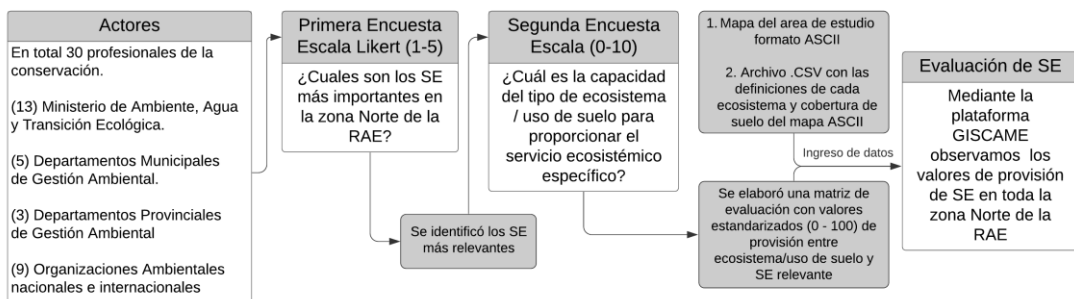 Actores
En total 30 profesionales de la
conservación.
(13) Ministerio de Ambiente, Agua
y Transición Ecológica.
(5) Departamentos Municipales
de Gestión Ambiental.
(3) Departamentos Provinciales
de Gestión Ambiental
(9) Organizaciones Ambientales
nacionales e internacionales
Primera Encuesta
Escala Likert (1-5)
¿Cuales son los SE
más importantes en
la zona Norte de la
RAE?
Se identificó los SE
más relevantes
Segunda Encuesta
Escala (0-10)
¿Cuál es la capacidad
del tipo de ecosistema
/ uso de suelo para
proporcionar el
servicio ecosistémico
específico?
1. Mapa del area de estudio
formato ASCII
2. Archivo .CSV con las
definiciones de cada
ecosistema y cobertura de
suelo del mapa ASCII
Ingreso de datos
Se elaboró una matriz de
evaluación con valores
estandarizados (0 - 100) de
provisión entre
ecosistema/uso de suelo y
SE relevante
Evaluación de SE
Mediante la
plataforma
GISCAME
observamos los
valores de provisión
de SE en toda la
zona Norte de la
RAE